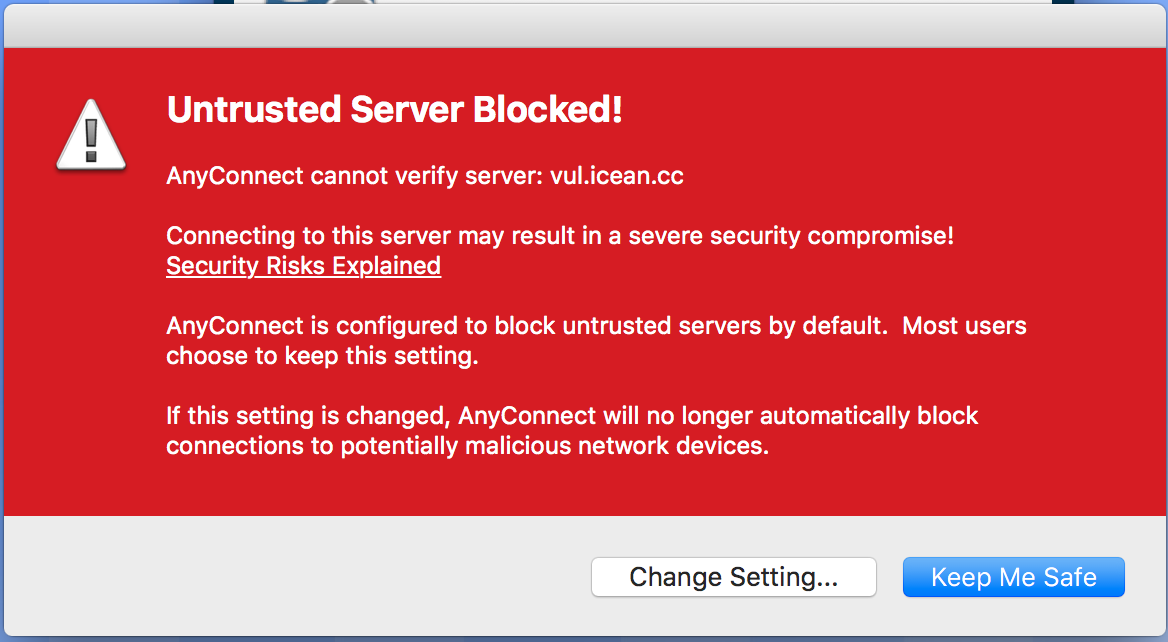 Untrusted Server Blocked!
AnyConnect cannot verify server: vul.icean.cc
Connecting to this server may result in a severe security compromise!
Security Risks Explained
AnyConnect is configured to block untrusted servers by default.  Most users
choose to keep this setting.
If this setting is changed, AnyConnect will no longer automatically block
connections to potentially malicious network devices.
Change Setting...
Keep Me Safe